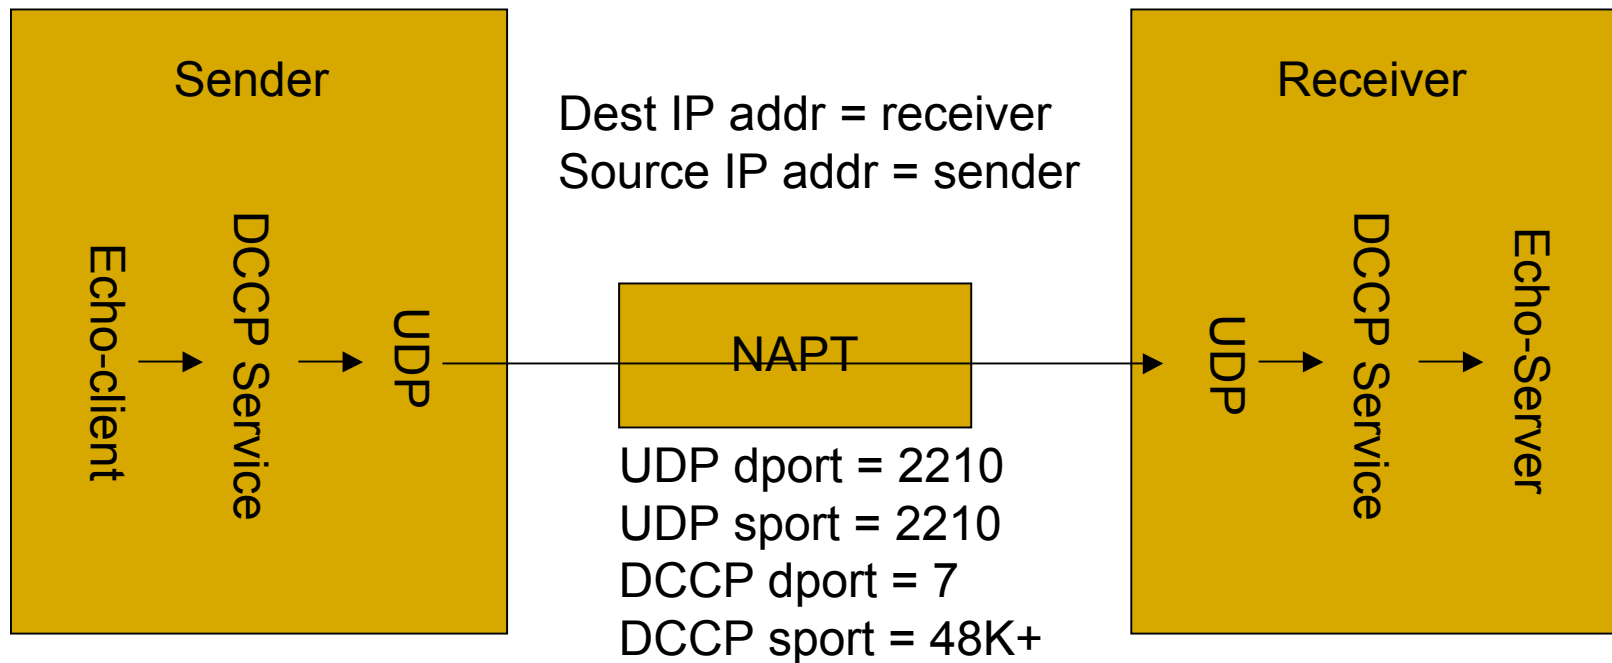 Sender
Echo-client
DCCP Service
UDP
Dest IP addr = receiver
Source IP addr = sender
NAPT
UDP dport = 2210
UDP sport = 2210
DCCP dport = 7
DCCP sport = 48K+
Receiver
UDP
DCCP Service
Echo-Server